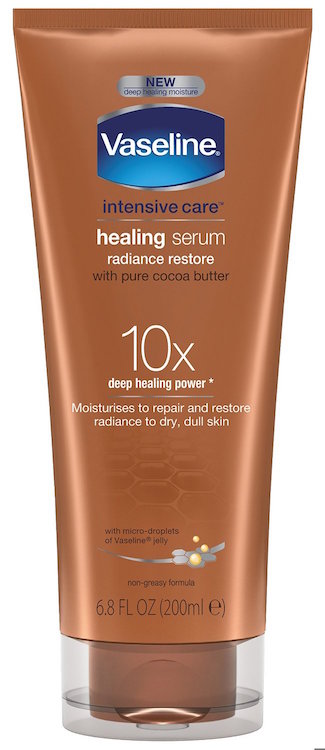 NEW
deep healing moisture
Vaseline®
intensive care™
healing serum
radiance restore
with pure cocoa butter
10x
deep healing power *
Moisturises to repair and restore
radiance to dry, dull skin
with micro-droplets
of Vaseline® jelly
non-greasy formula
6.8 FL OZ (200ml ℮)